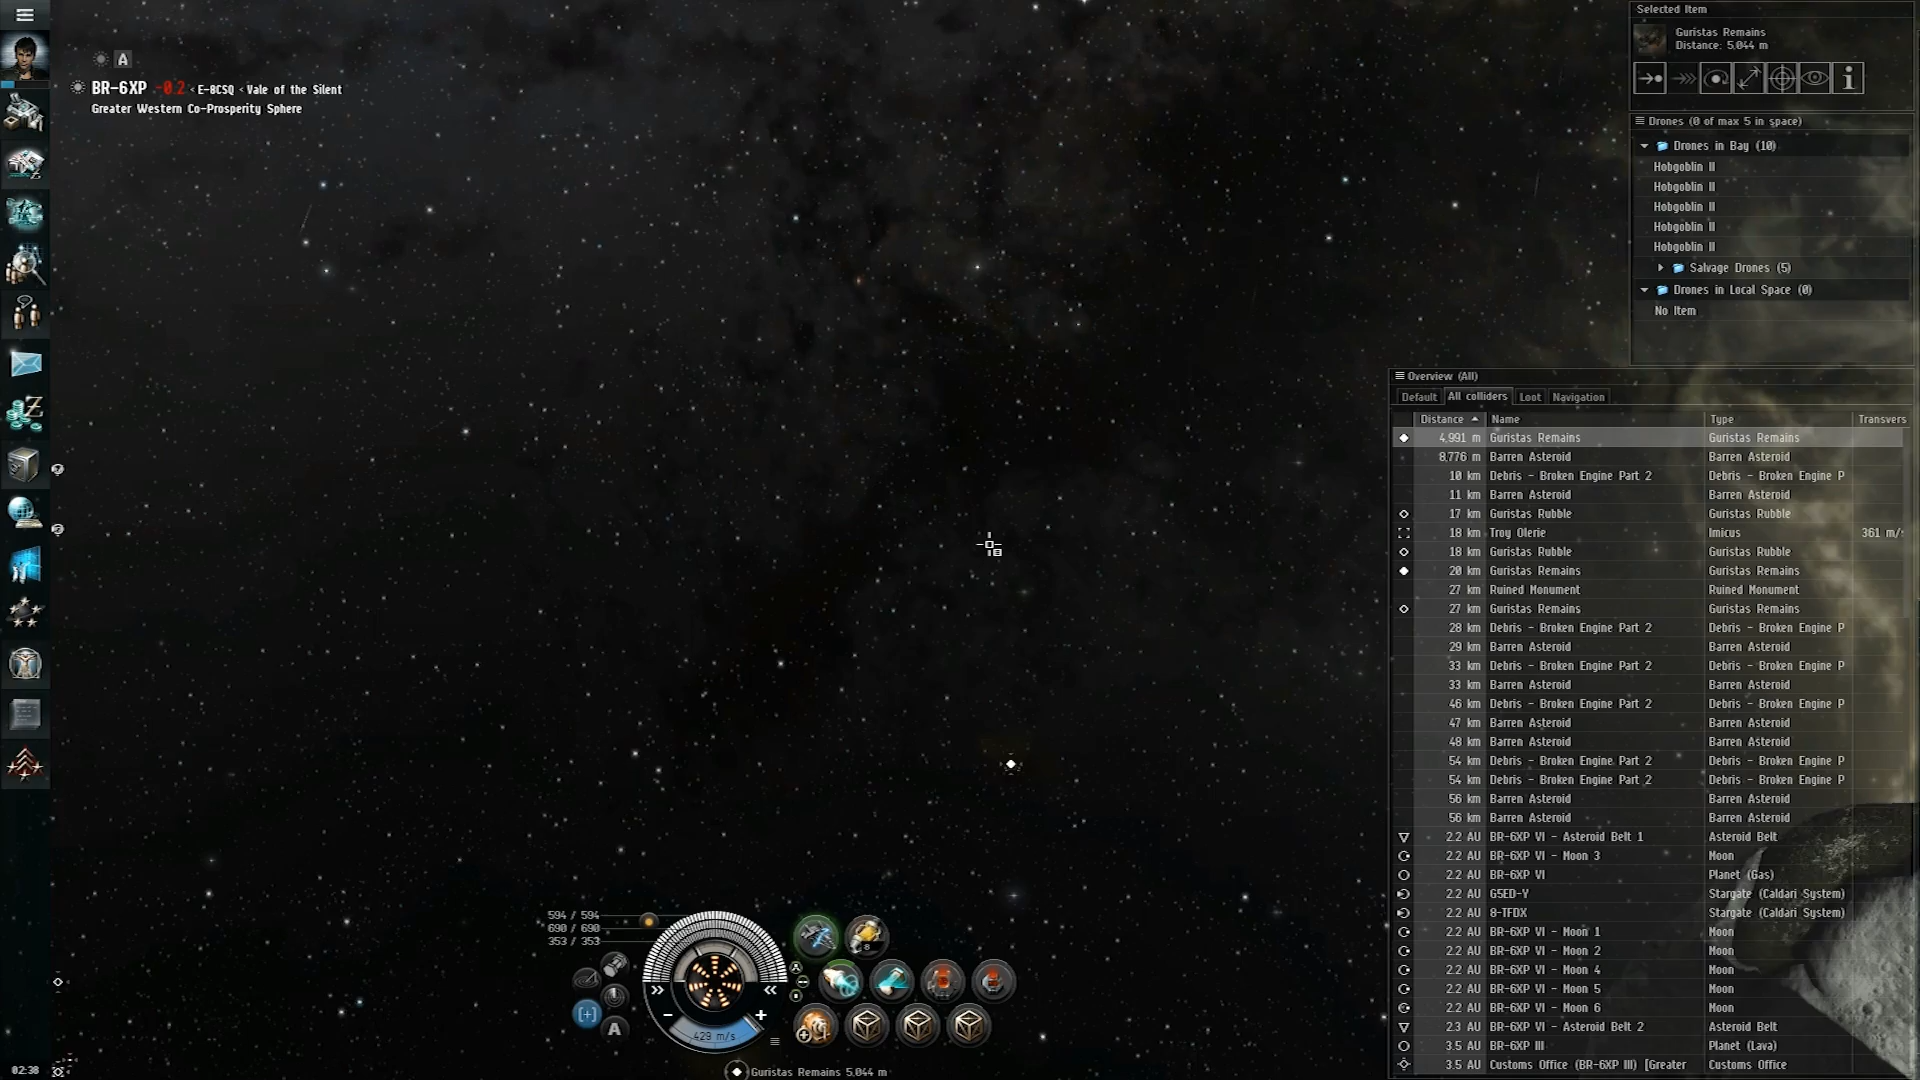 A
BR-6XP -0.2 < E-8CSQ < Vale of the Silent
Greater Western Co-Prosperity Sphere
Selected Item
Guristas Remains
Distance: 5,044 m
Drones (0 of max 5 in space)
Drones in Bay (10)
Hobgoblin II
Hobgoblin II
Hobgoblin II
Hobgoblin II
Hobgoblin II
Salvage Drones (5)
Drones in Local Space (0)
No Item
Overview (All)
Default All colliders Loot Navigation
Distance Name Type Transvers
4,991 m Guristas Remains Guristas Remains
8,776 m Barren Asteroid Barren Asteroid
10 km Debris - Broken Engine Part 2 Debris - Broken Engine P
11 km Barren Asteroid Barren Asteroid
17 km Guristas Rubble Guristas Rubble
18 km Troy Olerie Imicus 361 m/s
18 km Guristas Rubble Guristas Rubble
20 km Guristas Remains Guristas Remains
27 km Ruined Monument Ruined Monument
27 km Guristas Remains Guristas Remains
28 km Debris - Broken Engine Part 2 Debris - Broken Engine P
29 km Barren Asteroid Barren Asteroid
33 km Debris - Broken Engine Part 2 Debris - Broken Engine P
33 km Barren Asteroid Barren Asteroid
46 km Debris - Broken Engine Part 2 Debris - Broken Engine P
47 km Barren Asteroid Barren Asteroid
48 km Barren Asteroid Barren Asteroid
54 km Debris - Broken Engine Part 2 Debris - Broken Engine P
54 km Debris - Broken Engine Part 2 Debris - Broken Engine P
56 km Barren Asteroid Barren Asteroid
56 km Barren Asteroid Barren Asteroid
2.2 AU BR-6XP VI - Asteroid Belt 1 Asteroid Belt
2.2 AU BR-6XP VI - Moon 3 Moon
2.2 AU BR-6XP VI Planet (Gas)
2.2 AU G5ED-Y Stargate (Caldari System)
2.2 AU 8-TFDX Stargate (Caldari System)
2.2 AU BR-6XP VI - Moon 1 Moon
2.2 AU BR-6XP VI - Moon 2 Moon
2.2 AU BR-6XP VI - Moon 4 Moon
2.2 AU BR-6XP VI - Moon 5 Moon
2.2 AU BR-6XP VI - Moon 6 Moon
2.3 AU BR-6XP VI - Asteroid Belt 2 Asteroid Belt
3.5 AU BR-6XP III Planet (Lava)
3.5 AU Customs Office (BR-6XP III) [Greater Customs Office
594 / 594
690 / 690
353 / 353
8
A
429 m/s
Guristas Remains 5,044 m
02:38